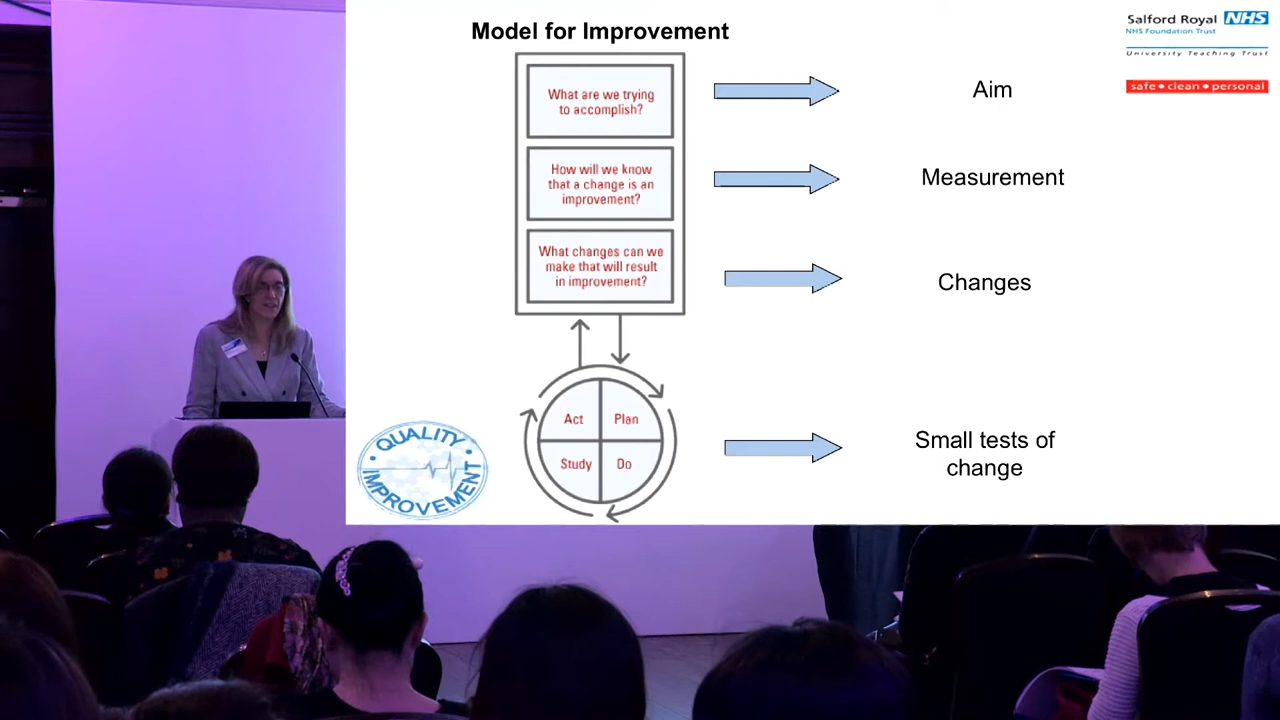 Model for Improvement
Salford Royal NHS
NHS Foundation Trust
University Teaching Trust
safe • clean • personal
What are we trying
to accomplish?
Aim
How will we know
that a change is an
improvement?
Measurement
What changes can we
make that will result
in improvement?
Changes
Act
Plan
Study
Do
Small tests of
change
QUALITY
IMPROVEMENT